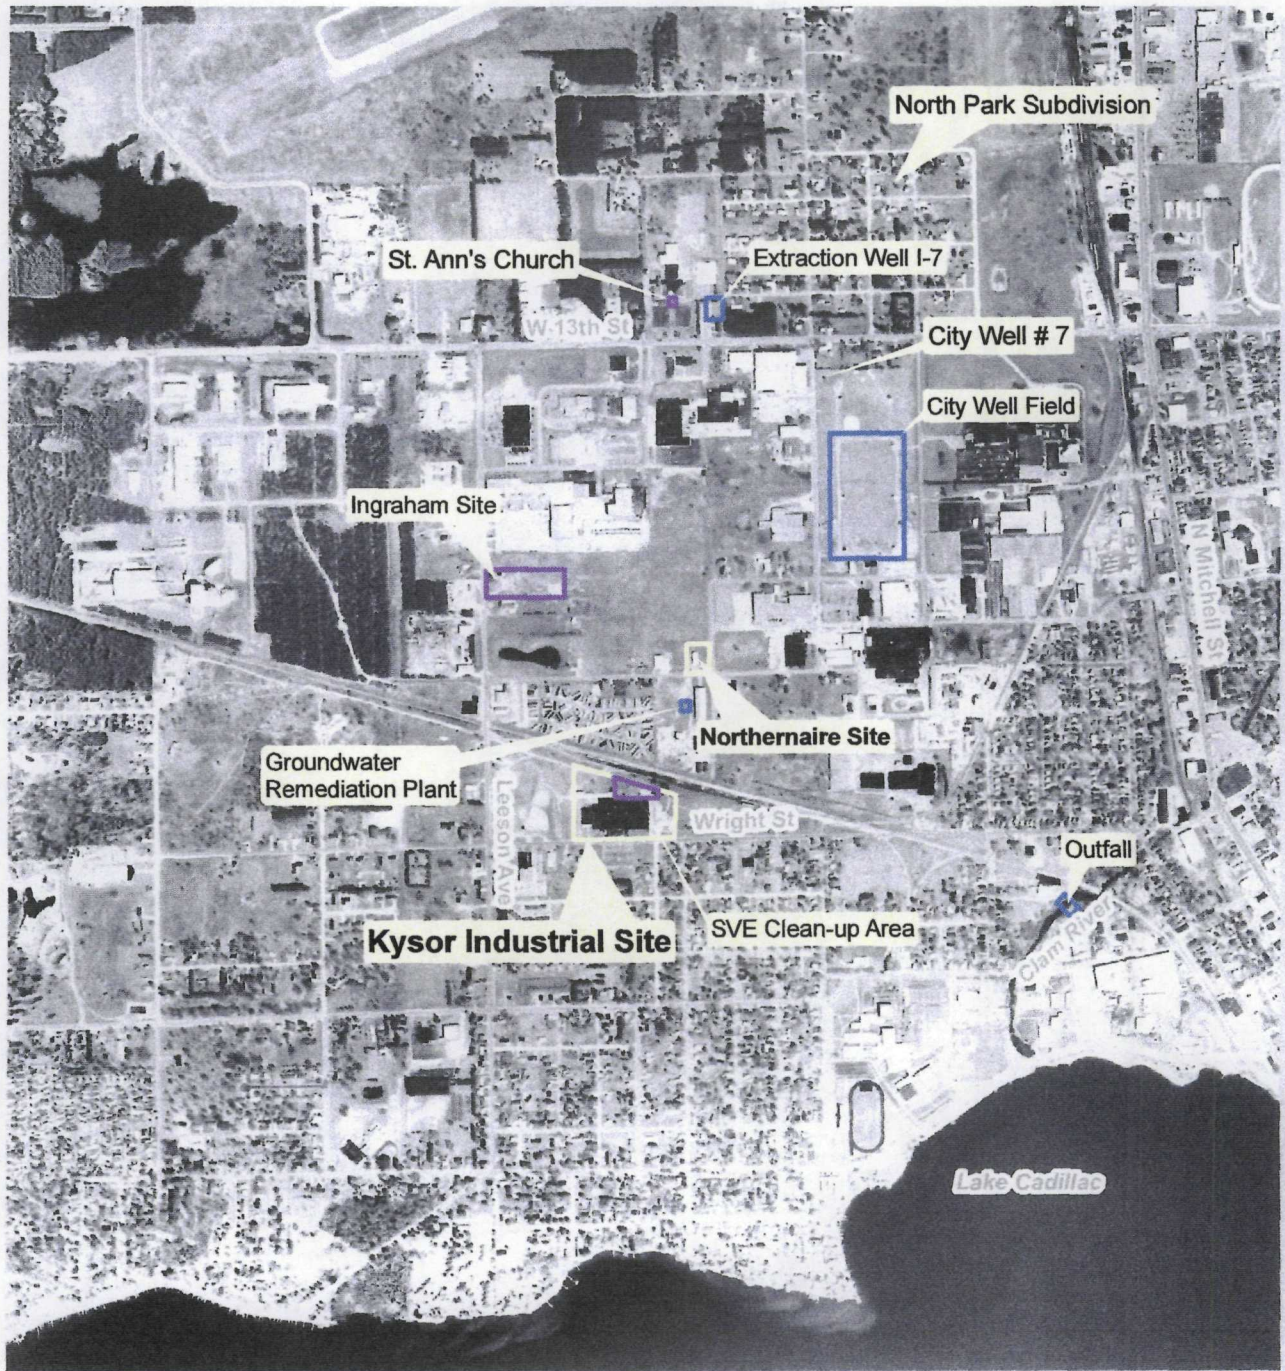 North Park Subdivision
St. Ann's Church
Extraction Well I-7
W 13th St
City Well # 7
City Well Field
Ingraham Site
N Mitchell St
Northernaire Site
Groundwater
Remediation Plant
Leeson Ave
Wright St
Outfall
Kysor Industrial Site
SVE Clean-up Area
Clam River
Lake Cadillac